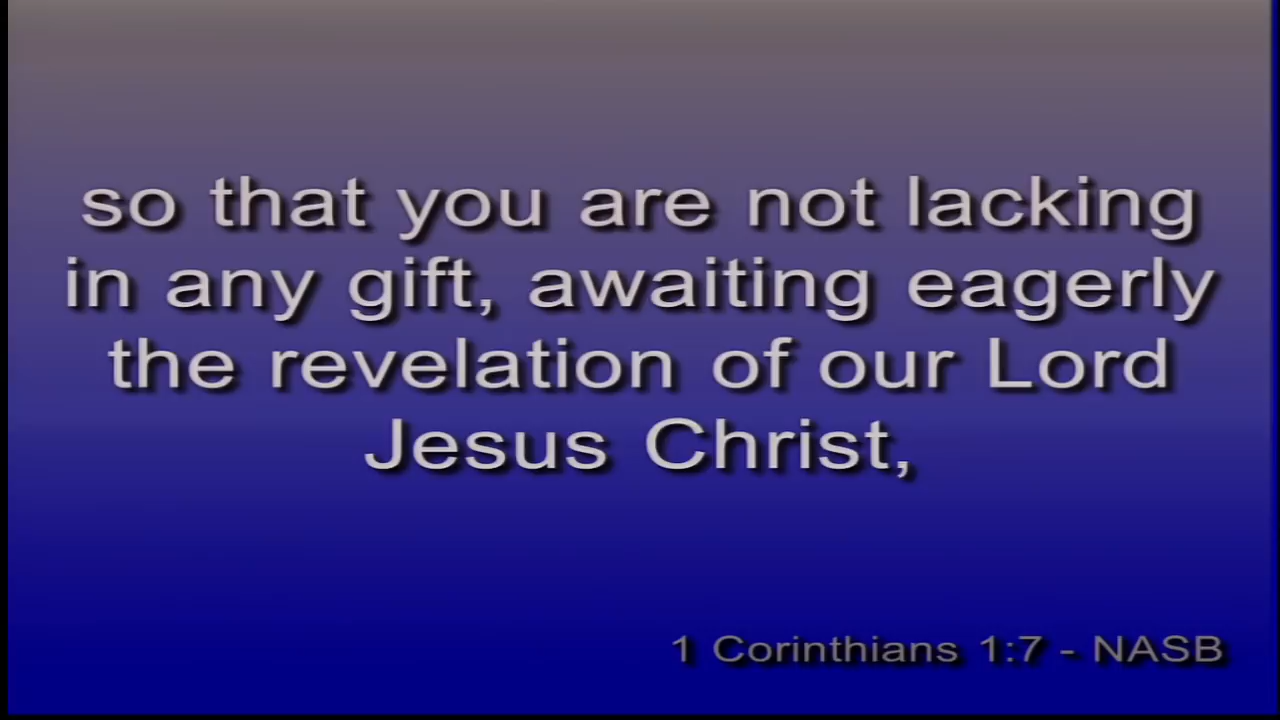 so that you are not lacking
in any gift, awaiting eagerly
the revelation of our Lord
Jesus Christ,
1 Corinthians 1:7 - NASB